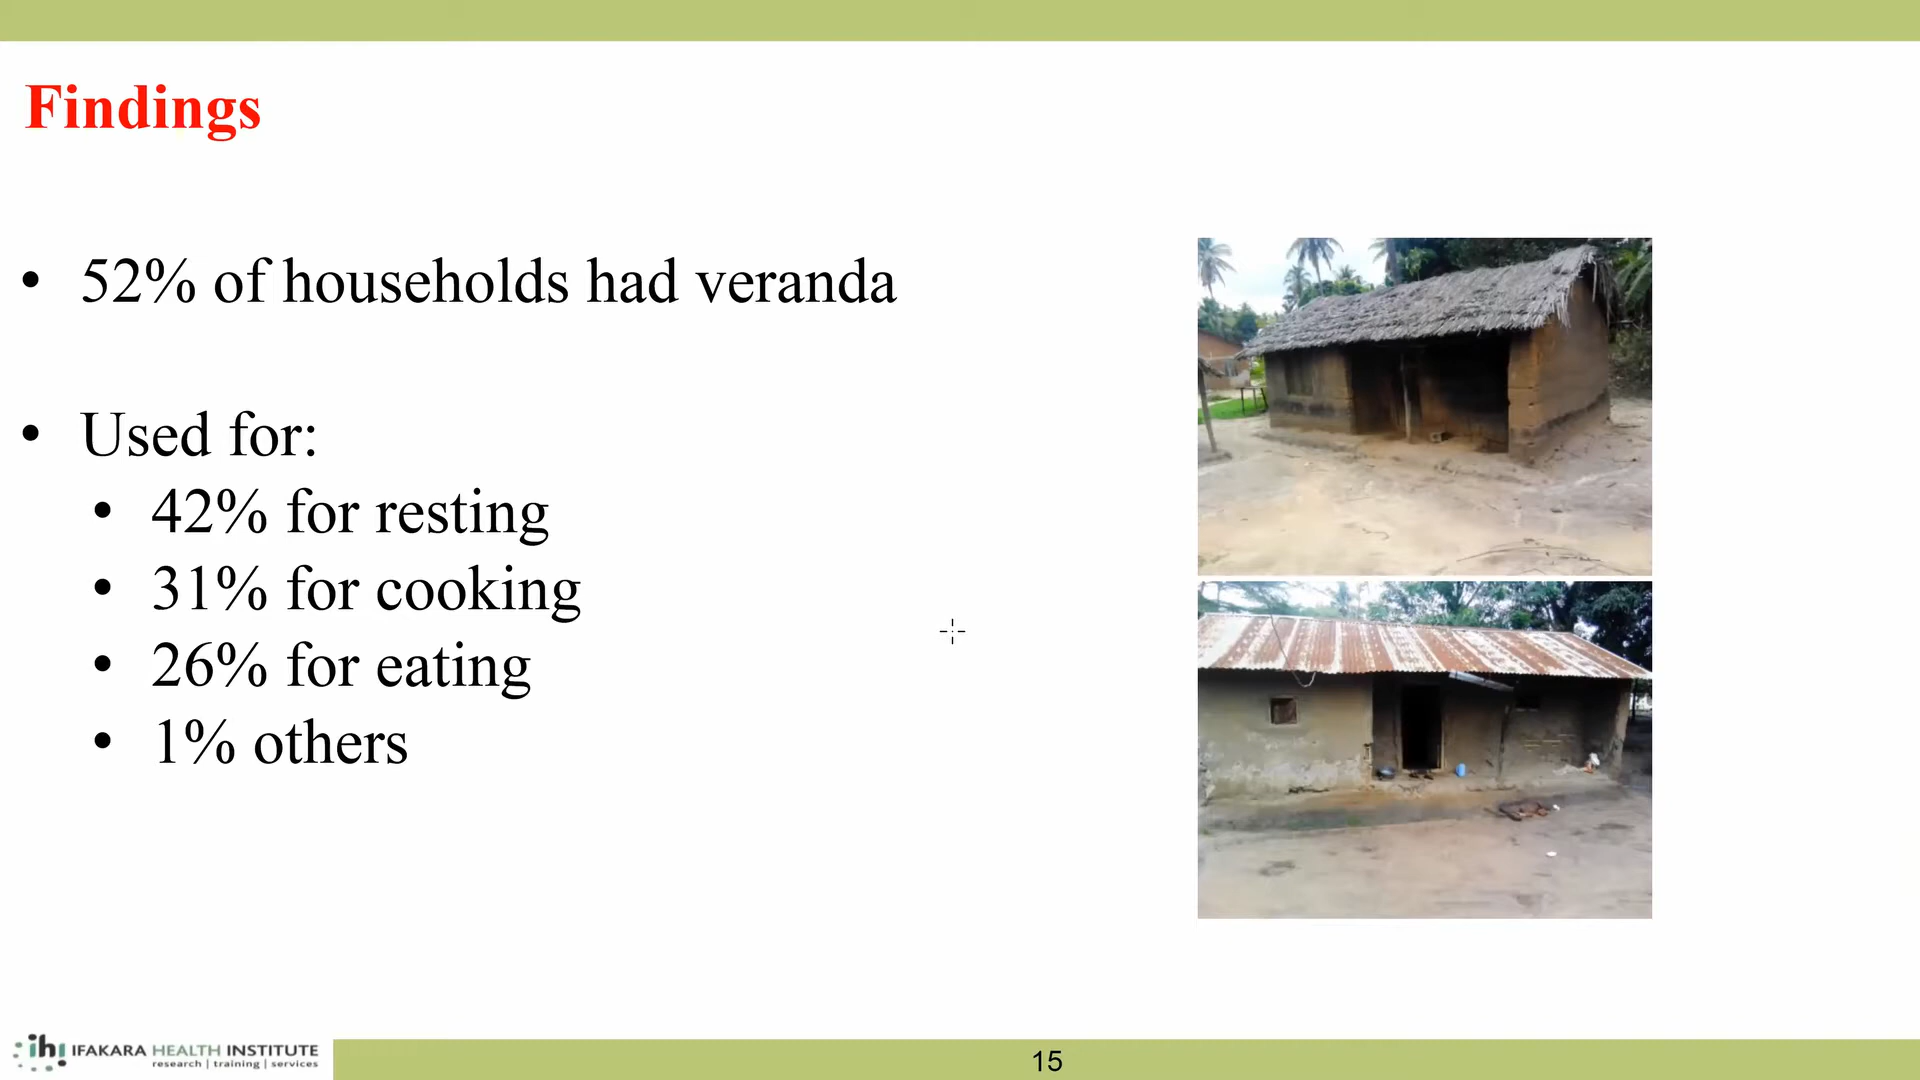 Findings
• 52% of households had veranda
• Used for:
• 42% for resting
• 31% for cooking
• 26% for eating
• 1% others
ihi IFAKARA HEALTH INSTITUTE
research | training | services
15